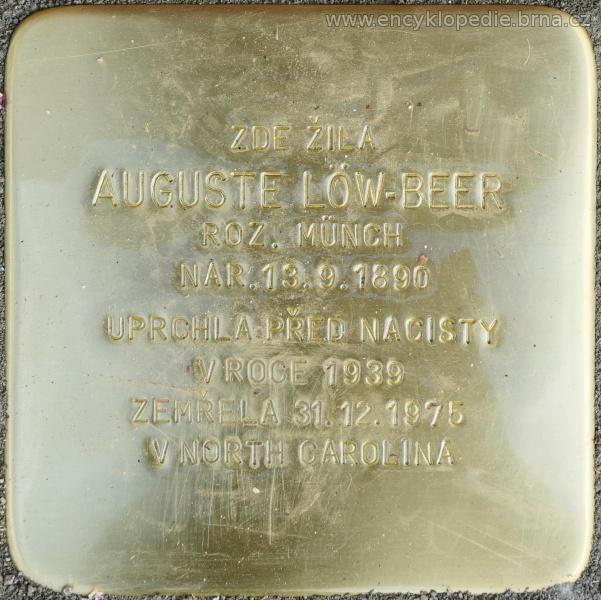 www.encyklopedie.brna.cz
ZDE ŽILA
AUGUSTE LÖW-BEER
ROZ. MÜNCH
NAR. 13. 9. 1890
UPRCHLA PŘED NACISTY
V ROCE 1939
ZEMŘELA 31. 12. 1975
V NORTH CAROLINA